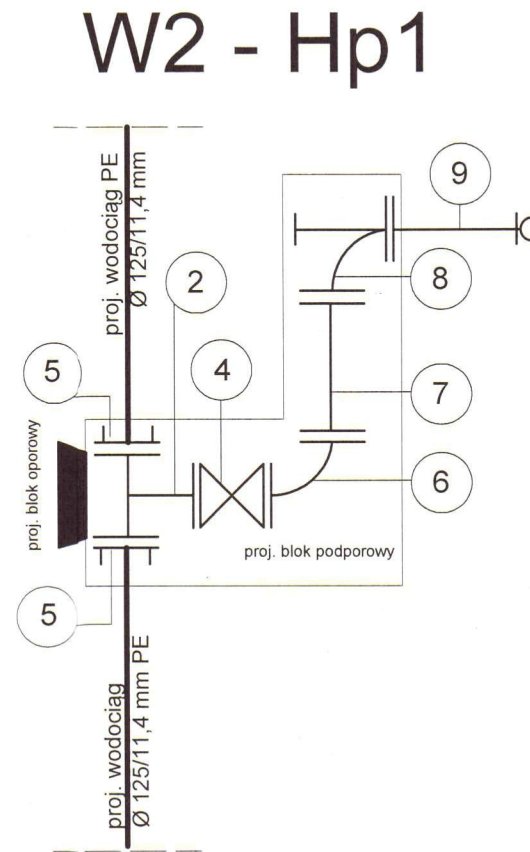 W2 - Hp1
proj. wodociąg PE
Ø 125/11,4 mm
9
8
2
5
4
7
6
proj. blok oporowy
proj. blok podporowy
5
proj. wodociąg
Ø 125/11,4 mm PE